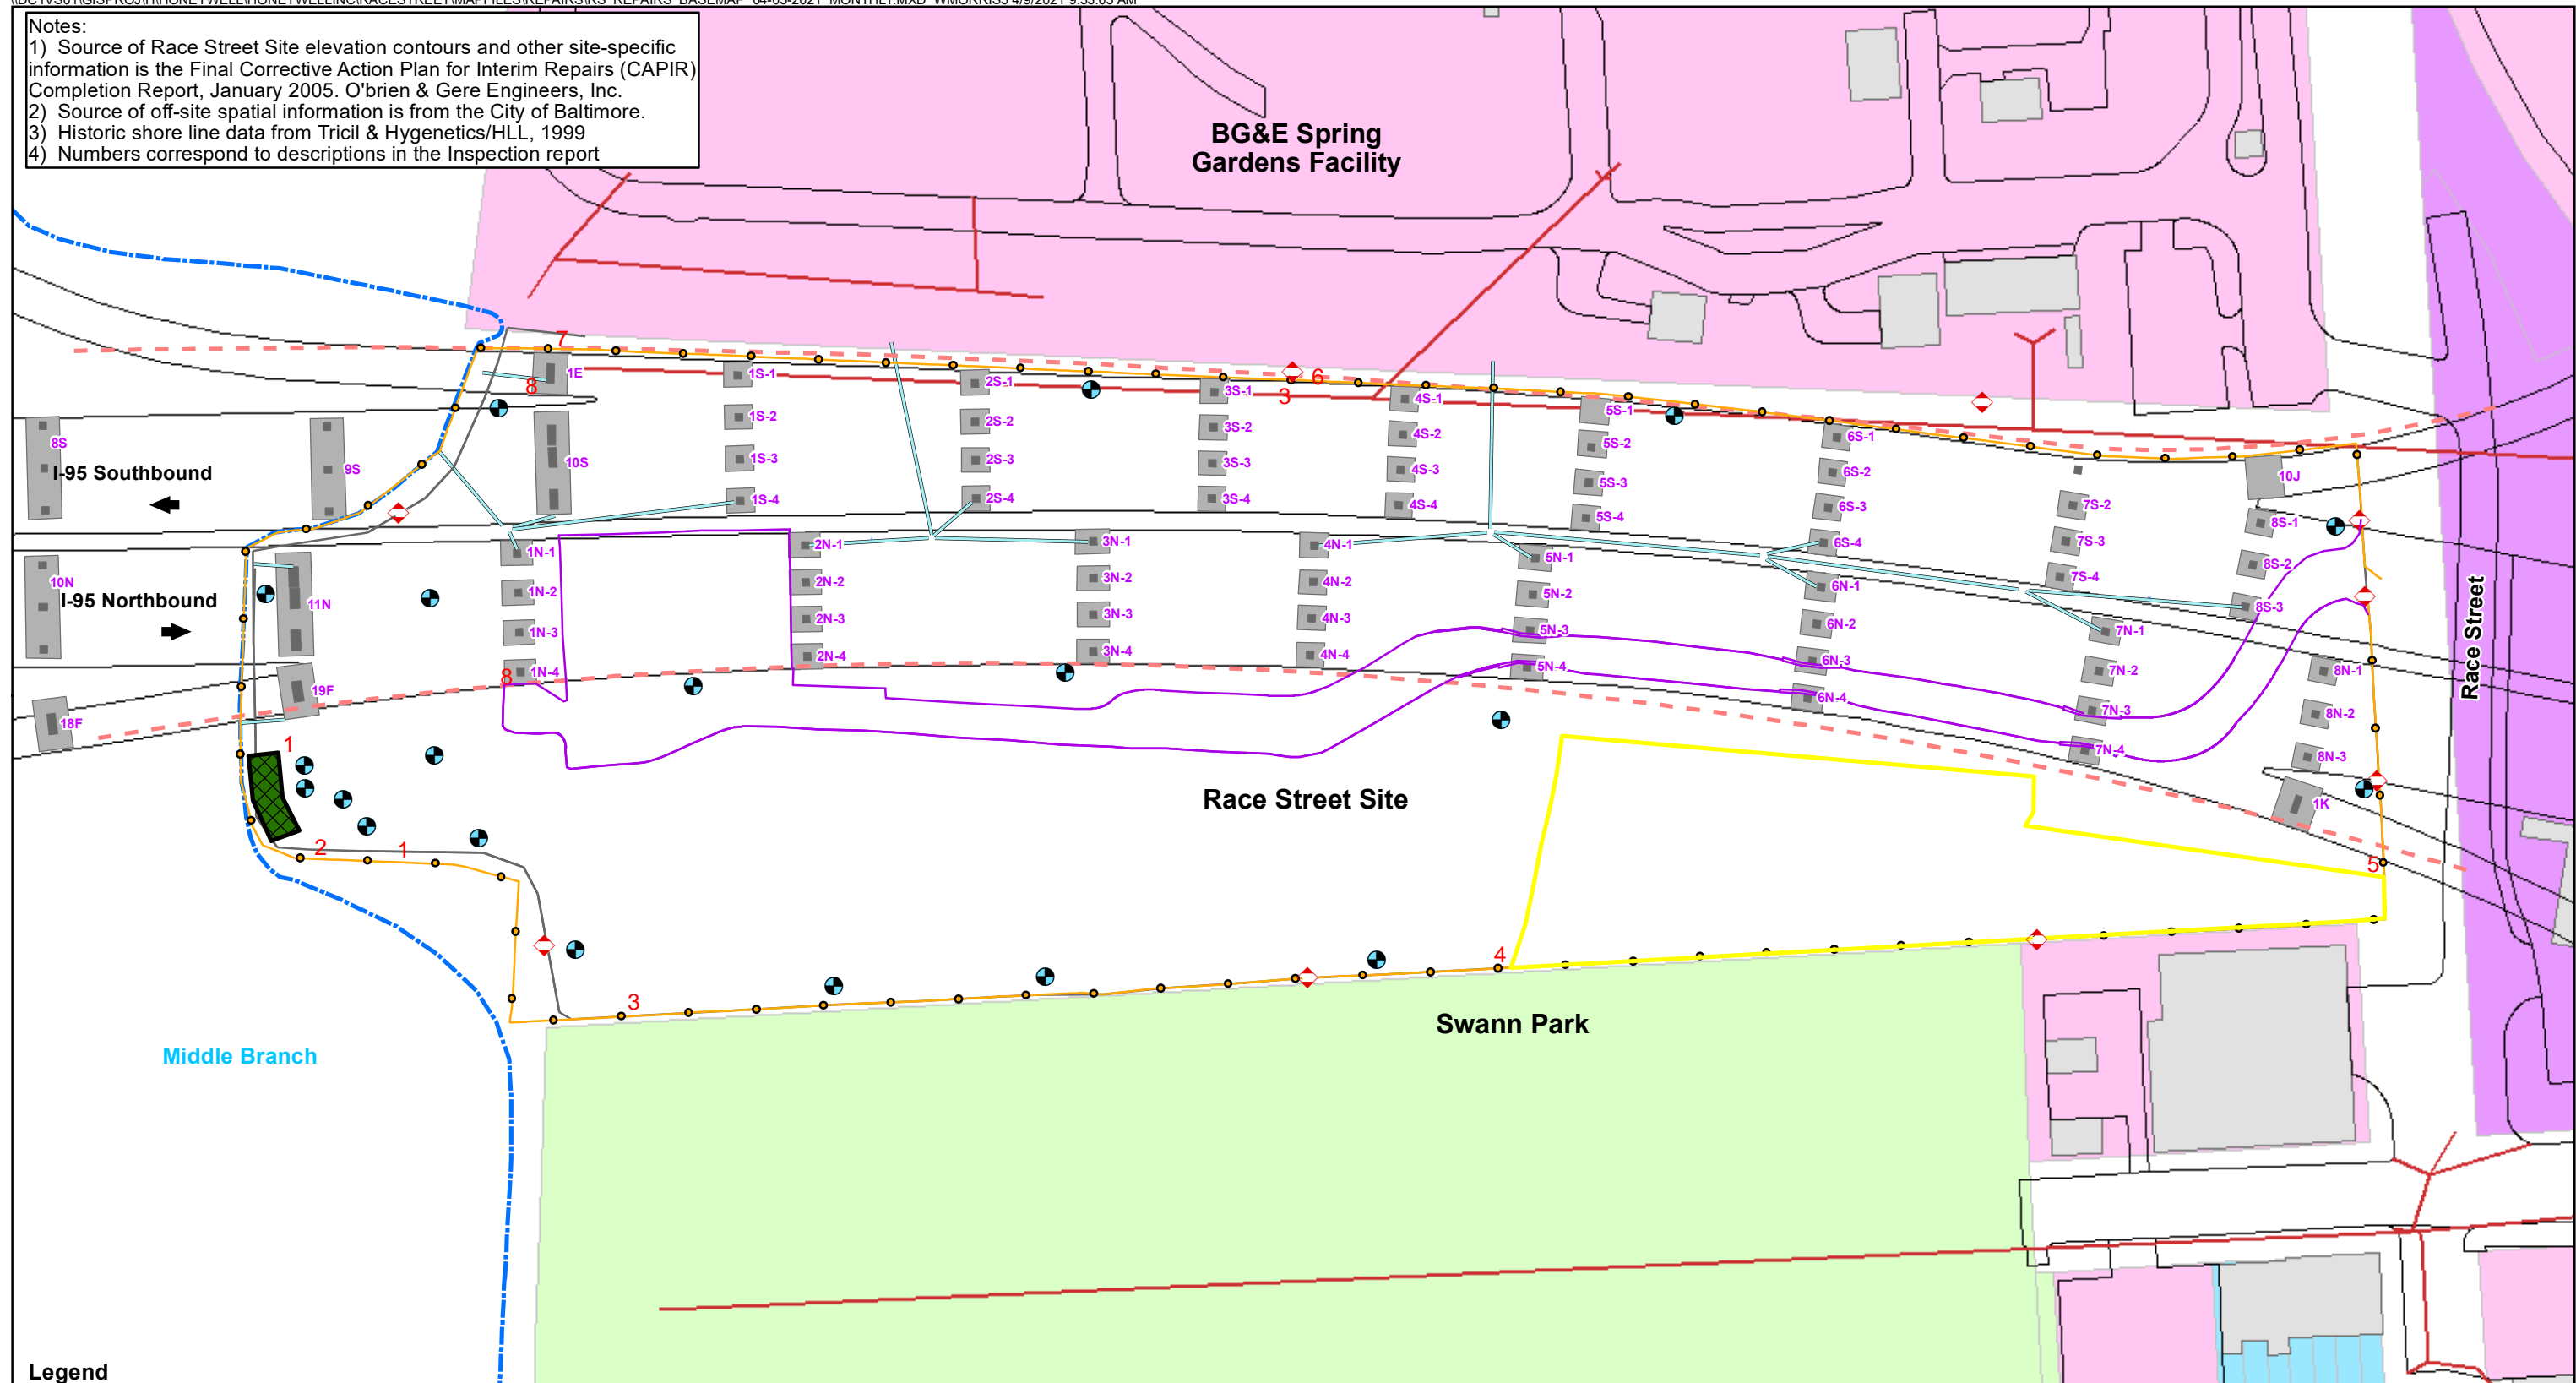 Notes:
1) Source of Race Street Site elevation contours and other site-specific
information is the Final Corrective Action Plan for Interim Repairs (CAPIR)
Completion Report, January 2005. O'brien & Gere Engineers, Inc.
2) Source of off-site spatial information is from the City of Baltimore.
3) Historic shore line data from Tricil & Hygenetics/HLL, 1999
4) Numbers correspond to descriptions in the Inspection report
BG&E Spring
Gardens Facility
7
1E
8
1S-1
2S-1
3S-1
6
3
4S-1
5S-1
6S-1
1S-2
2S-2
3S-2
4S-2
5S-2
6S-2
8S
9S
10S
1S-3
2S-3
3S-3
4S-3
5S-3
6S-3
10J
I-95 Southbound
1S-4
2S-4
3S-4
4S-4
5S-4
6S-4
7S-2
7S-3
7S-4
8S-1
8S-2
8S-3
1N-1
2N-1
3N-1
4N-1
5N-1
6N-1
7N-1
8N-1
10N
I-95 Northbound
11N
1N-2
2N-2
3N-2
4N-2
5N-2
6N-2
7N-2
8N-2
1N-3
2N-3
3N-3
4N-3
5N-3
6N-3
7N-3
8N-3
8
1N-4
2N-4
3N-4
4N-4
5N-4
6N-4
7N-4
1K
Race Street
19F
18F
1
Race Street Site
2
1
5
4
3
Swann Park
Middle Branch
Legend